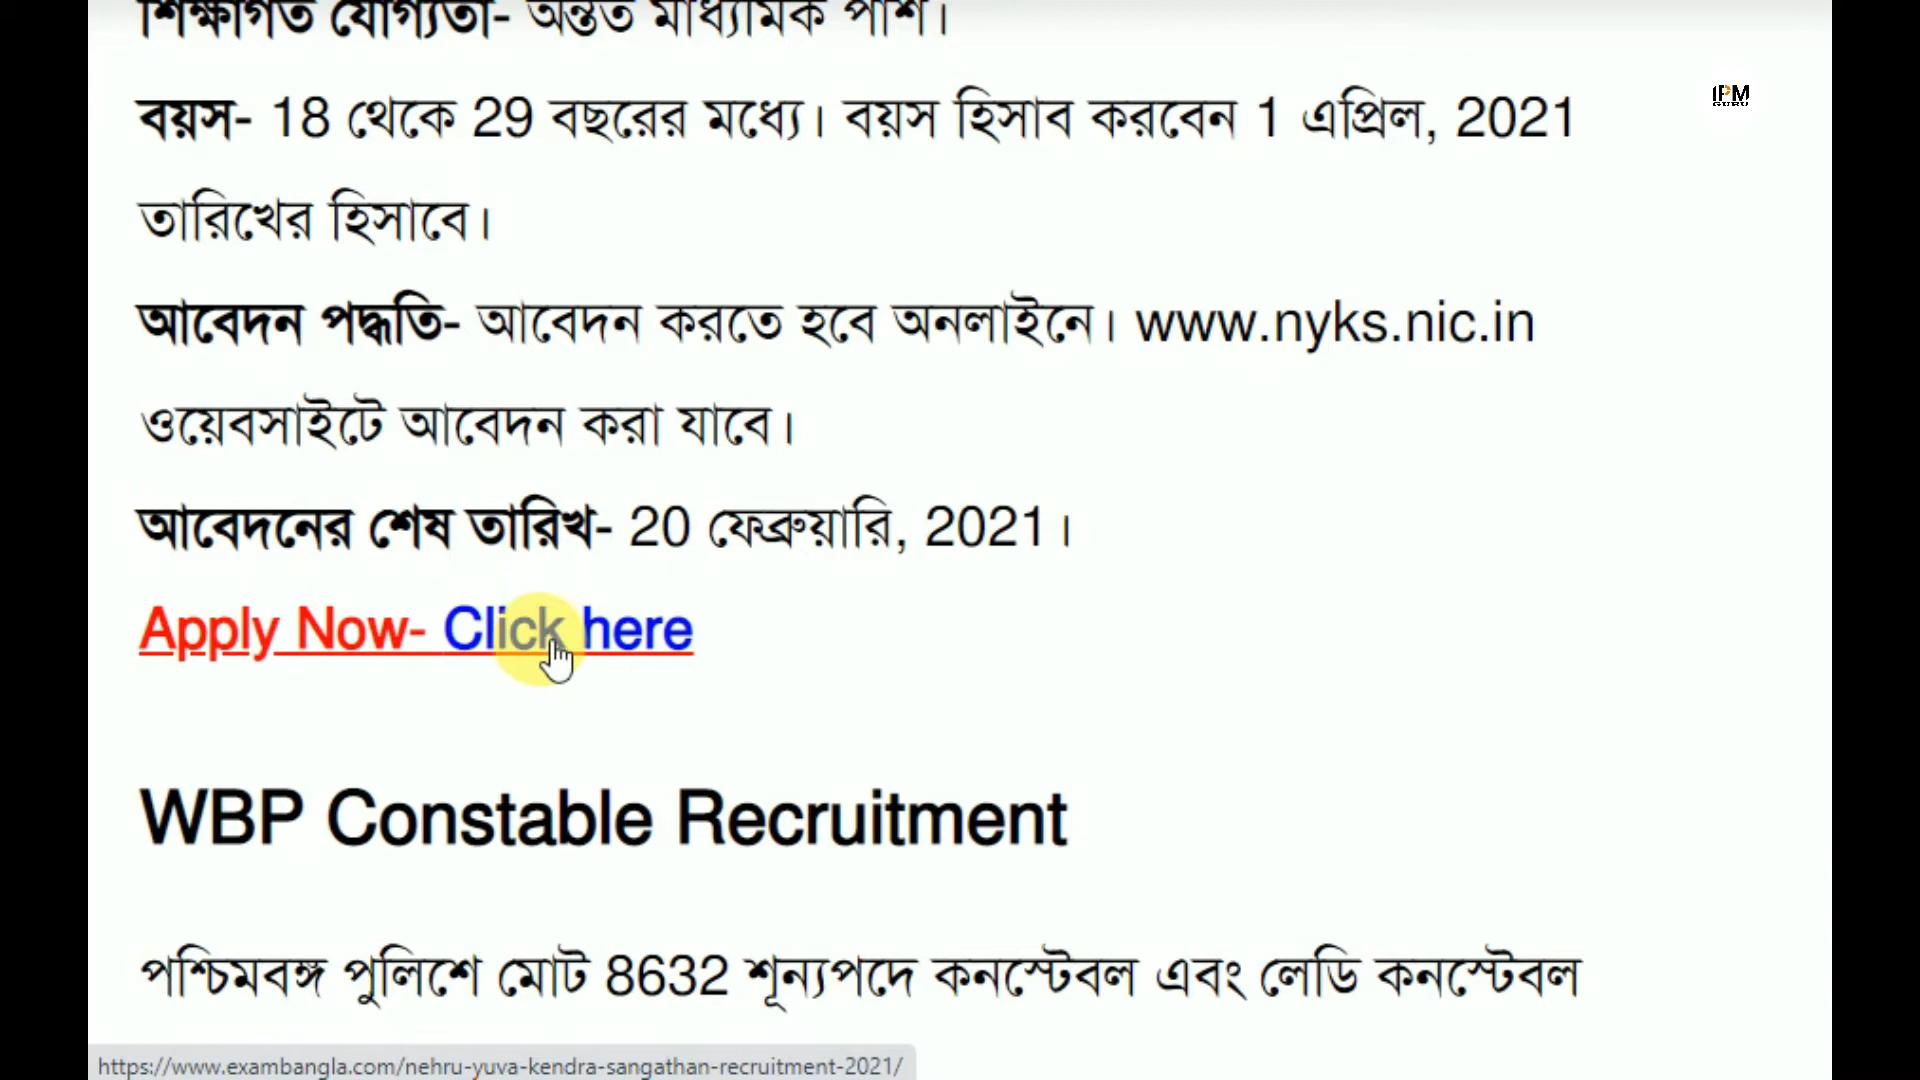 শিক্ষাগত যোগ্যতা- অন্তত মাধ্যমিক পাশ।
IPM
GURU
বয়স- 18 থেকে 29 বছরের মধ্যে। বয়স হিসাব করবেন 1 এপ্রিল, 2021
তারিখের হিসাবে।
আবেদন পদ্ধতি- আবেদন করতে হবে অনলাইনে। www.nyks.nic.in
ওয়েবসাইটে আবেদন করা যাবে।
আবেদনের শেষ তারিখ- 20 ফেব্রুয়ারি, 2021।
Apply Now- Click here
WBP Constable Recruitment
পশ্চিমবঙ্গ পুলিশে মোট 8632 শূন্যপদে কনস্টেবল এবং লেডি কনস্টেবল
https://www.exambangla.com/nehru-yuva-kendra-sangathan-recruitment-2021/